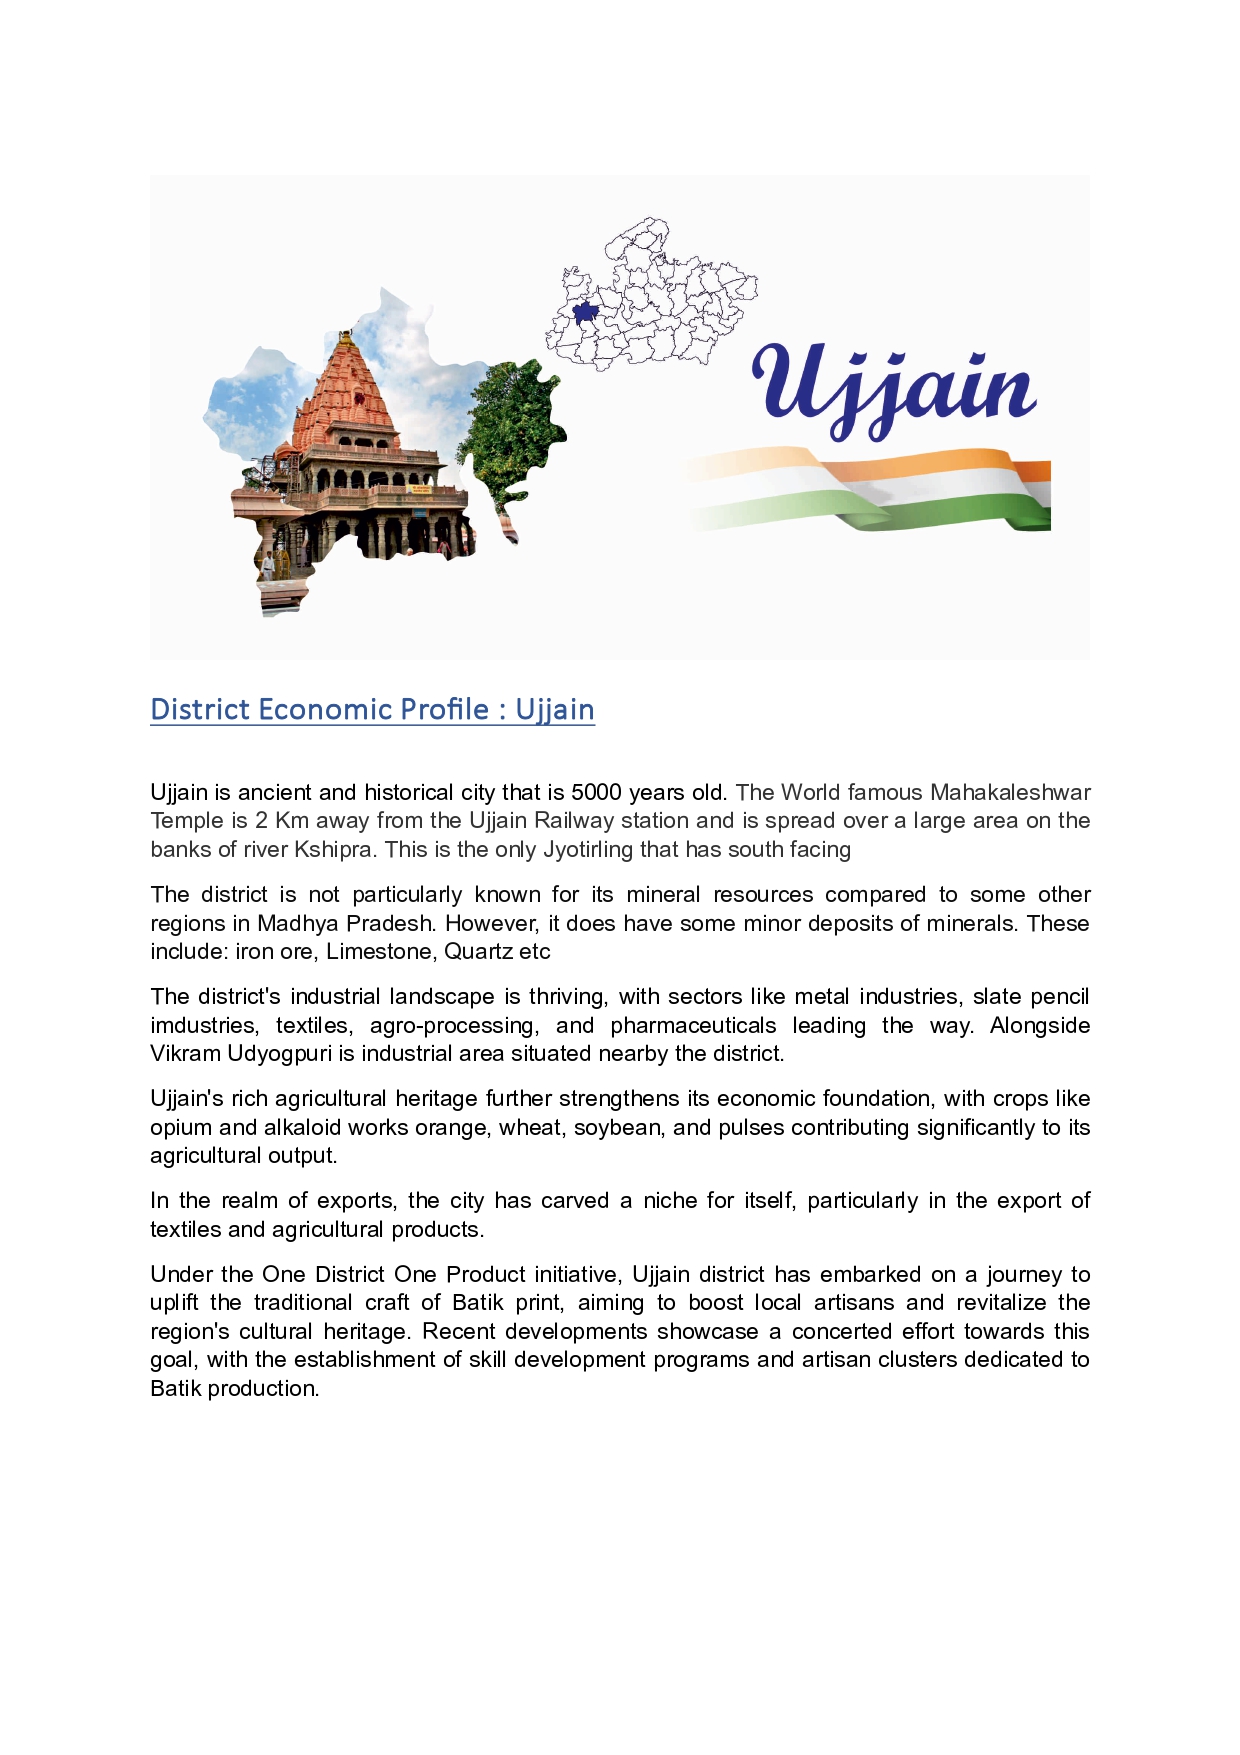 Ujjain
District Economic Profile : Ujjain
Ujjain is ancient and historical city that is 5000 years old. The World famous Mahakaleshwar
Temple is 2 Km away from the Ujjain Railway station and is spread over a large area on the
banks of river Kshipra. This is the only Jyotirling that has south facing
The district is not particularly known for its mineral resources compared to some other
regions in Madhya Pradesh. However, it does have some minor deposits of minerals. These
include: iron ore, Limestone, Quartz etc
The district's industrial landscape is thriving, with sectors like metal industries, slate pencil
imdustries, textiles, agro-processing, and pharmaceuticals leading the way. Alongside
Vikram Udyogpuri is industrial area situated nearby the district.
Ujjain's rich agricultural heritage further strengthens its economic foundation, with crops like
opium and alkaloid works orange, wheat, soybean, and pulses contributing significantly to its
agricultural output.
In the realm of exports, the city has carved a niche for itself, particularly in the export of
textiles and agricultural products.
Under the One District One Product initiative, Ujjain district has embarked on a journey to
uplift the traditional craft of Batik print, aiming to boost local artisans and revitalize the
region's cultural heritage. Recent developments showcase a concerted effort towards this
goal, with the establishment of skill development programs and artisan clusters dedicated to
Batik production.